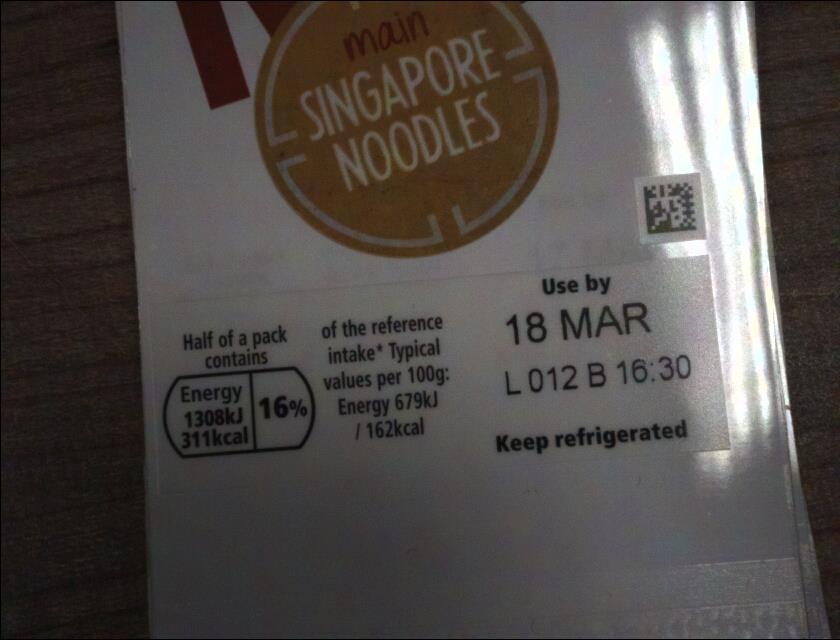 main
SINGAPORE
NOODLES
Use by
18 MAR
L 012 B 16:30
Keep refrigerated
Half of a pack
contains
Energy
1308kJ
311kcal
16%
of the reference
intake* Typical
values per 100g:
Energy 679kJ
/ 162kcal